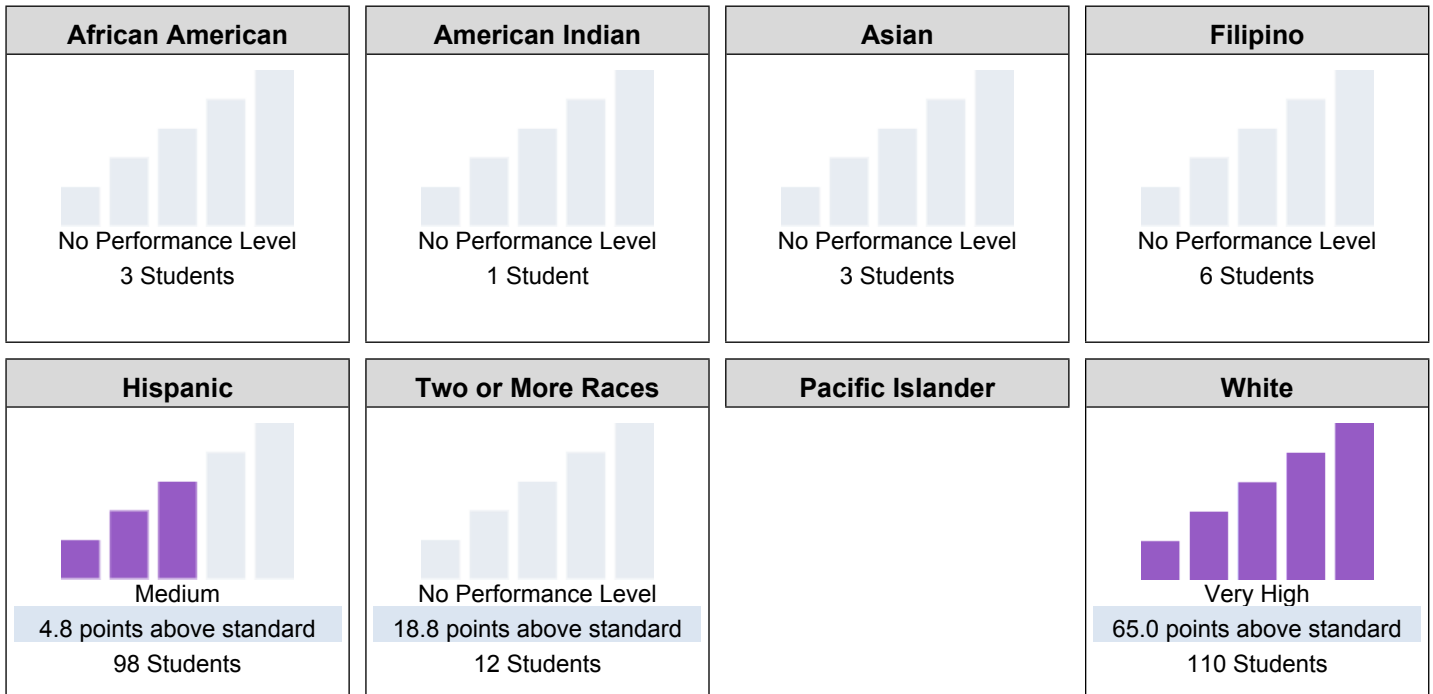 African American
No Performance Level
3 Students
American Indian
No Performance Level
1 Student
Asian
No Performance Level
3 Students
Filipino
No Performance Level
6 Students
Hispanic
Medium
4.8 points above standard
98 Students
Two or More Races
No Performance Level
18.8 points above standard
12 Students
Pacific Islander
White
Very High
65.0 points above standard
110 Students